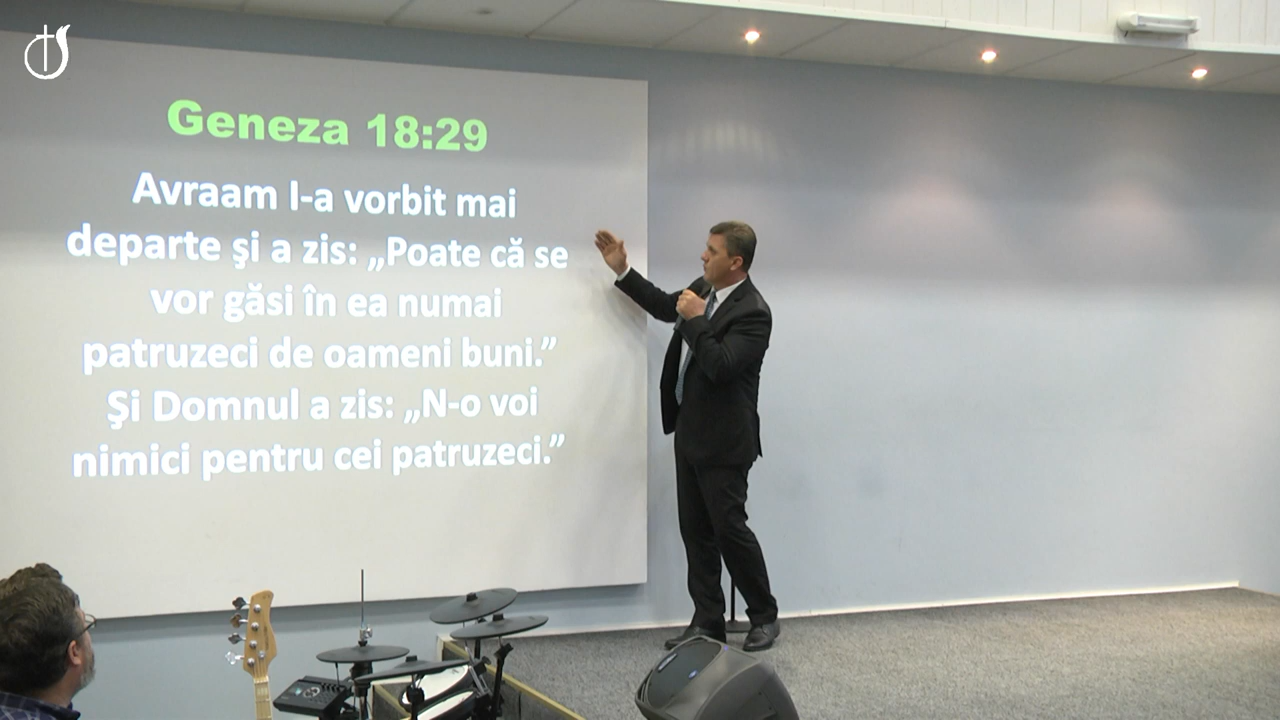 Geneza 18:29
Avraam l-a vorbit mai
departe şi a zis: „Poate că se
vor găsi în ea numai
patruzeci de oameni buni.”
Şi Domnul a zis: „N-o voi
nimici pentru cei patruzeci.”